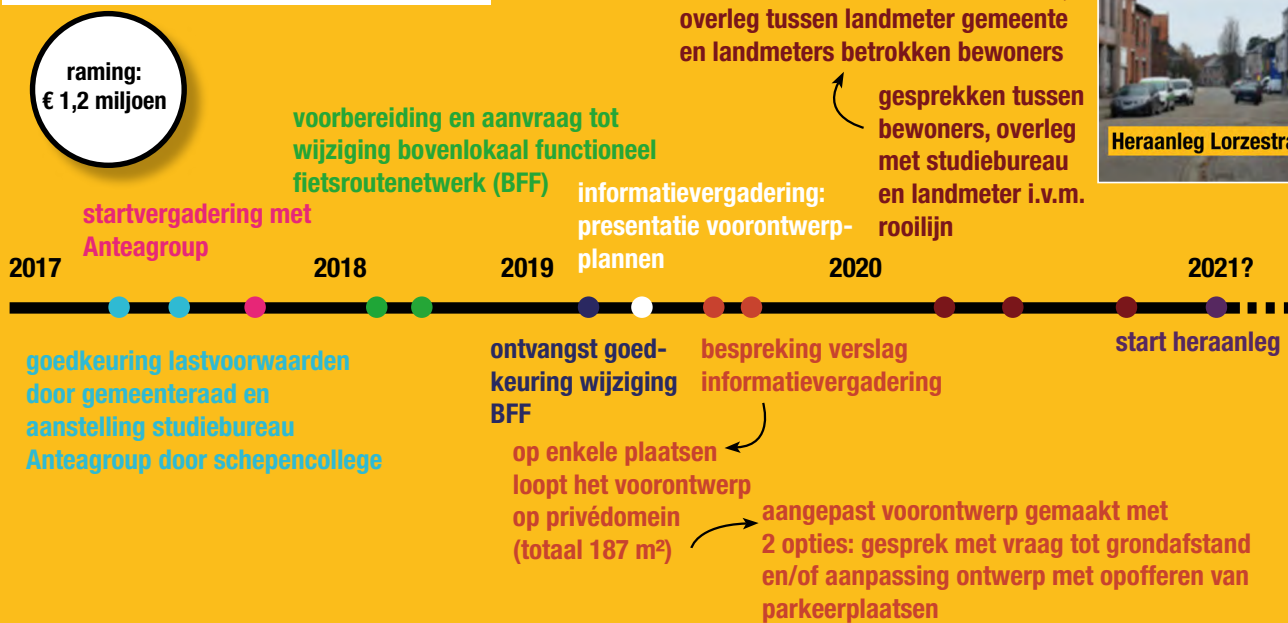 raming:
€ 1,2 miljoen
overleg tussen landmeter gemeente
en landmeters betrokken bewoners
gesprekken tussen
bewoners, overleg
met studiebureau
en landmeter i.v.m.
rooilijn
Heraanleg
voorbereiding en aanvraag tot
wijziging bovenlokaal functioneel
fietsroutenetwerk (BFF)
informatievergadering:
presentatie voorontwerp-
plannen
startvergadering met
Anteagroup
2017
2018
2019
2020
2021?
goedkeuring lastvoorwaarden
door gemeenteraad en
aanstelling studiebureau
Anteagroup door schepencollege
ontvangst goed-
keuring wijziging
BFF
bespreking verslag
informatievergadering
start heraanleg
op enkele plaatsen
loopt het voorontwerp
op privédomein
(totaal 187 m²)
aangepast voorontwerp gemaakt met
2 opties: gesprek met vraag tot grondafstand
en/of aanpassing ontwerp met opofferen van
parkeerplaatsen